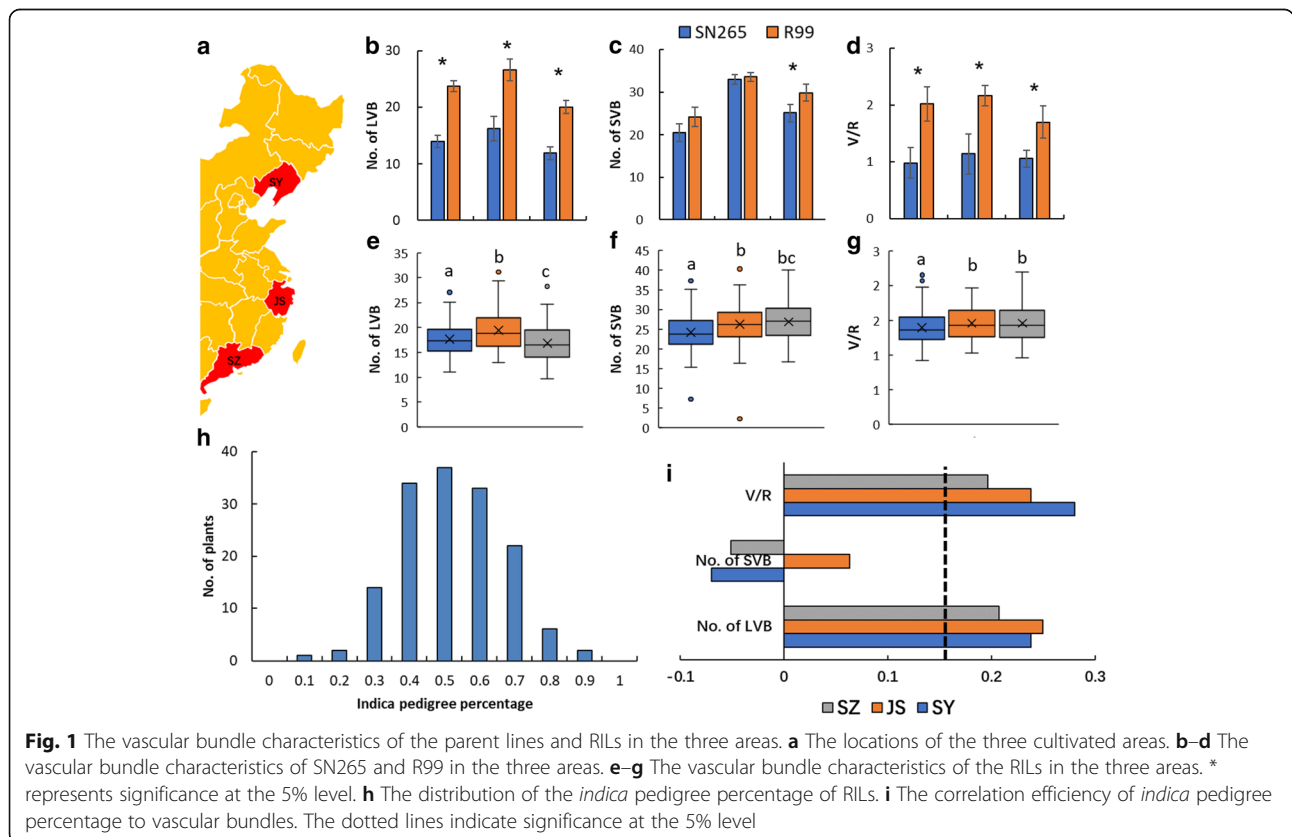 SN265 R99
a
SY
JS
SZ
b
No. of LVB
30
20
10
0
* * *
c
No. of SVB
40
30
20
10
0
*
d
V/R
3
2
1
0
* * *
e
No. of LVB
35
30
25
20
15
10
5
0
a b c
f
No. of SVB
45
40
35
30
25
20
15
10
5
0
a b bc
g
V/R
3
2
2
1
1
0
a b b
h
No. of plants
40
30
20
10
0
0 0.1 0.2 0.3 0.4 0.5 0.6 0.7 0.8 0.9 1
Indica pedigree percentage
i
V/R
No. of SVB
No. of LVB
-0.1 0 0.1 0.2 0.3
SZ JS SY
Fig. 1 The vascular bundle characteristics of the parent lines and RILs in the three areas. a The locations of the three cultivated areas. b–d The
vascular bundle characteristics of SN265 and R99 in the three areas. e–g The vascular bundle characteristics of the RILs in the three areas. *
represents significance at the 5% level. h The distribution of the indica pedigree percentage of RILs. i The correlation efficiency of indica pedigree
percentage to vascular bundles. The dotted lines indicate significance at the 5% level